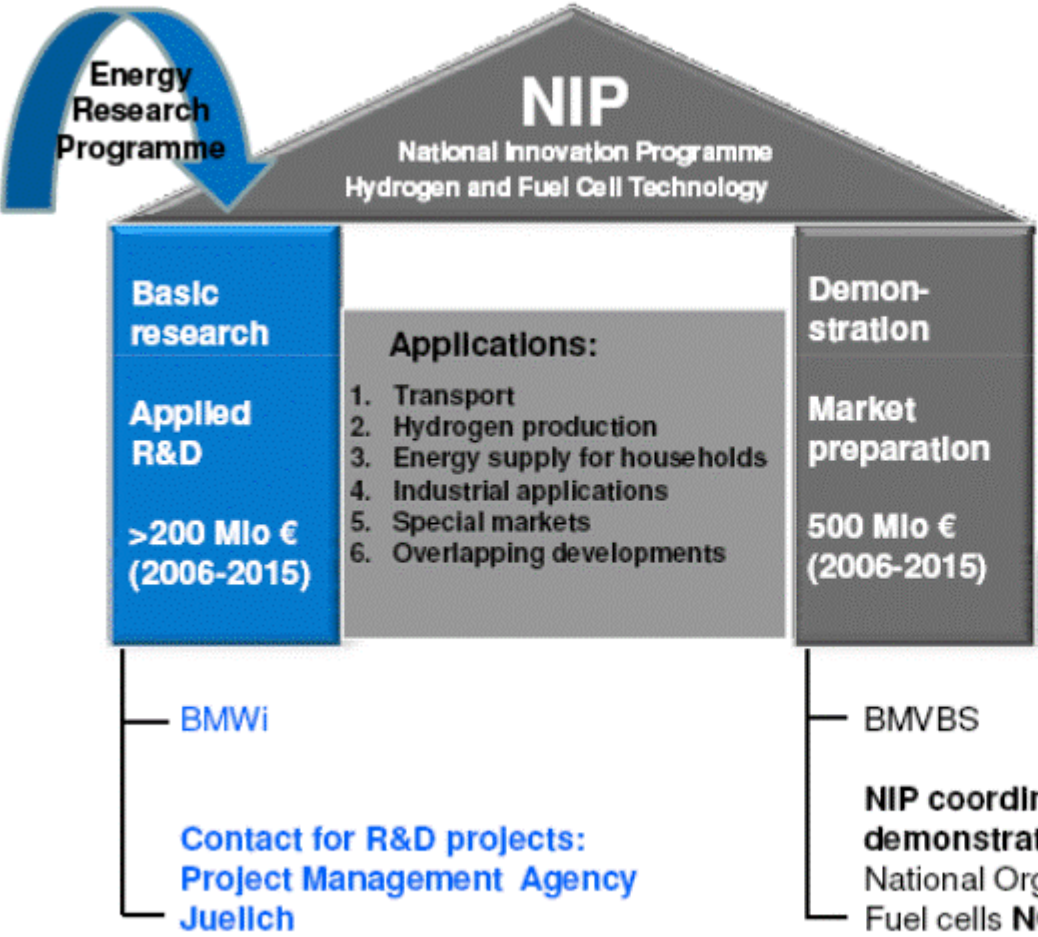 Energy
Research
Programme
NIP
National Innovation Programme
Hydrogen and Fuel Cell Technology
Basic
research
Applied
R&D
>200 Mio €
(2006-2015)
Applications:
1. Transport
2. Hydrogen production
3. Energy supply for households
4. Industrial applications
5. Special markets
6. Overlapping developments
Demon-
stration
Market
preparation
500 Mio €
(2006-2015)
BMWi
Contact for R&D projects:
Project Management Agency
Juelich
BMVBS
NIP
National
Fuel cells